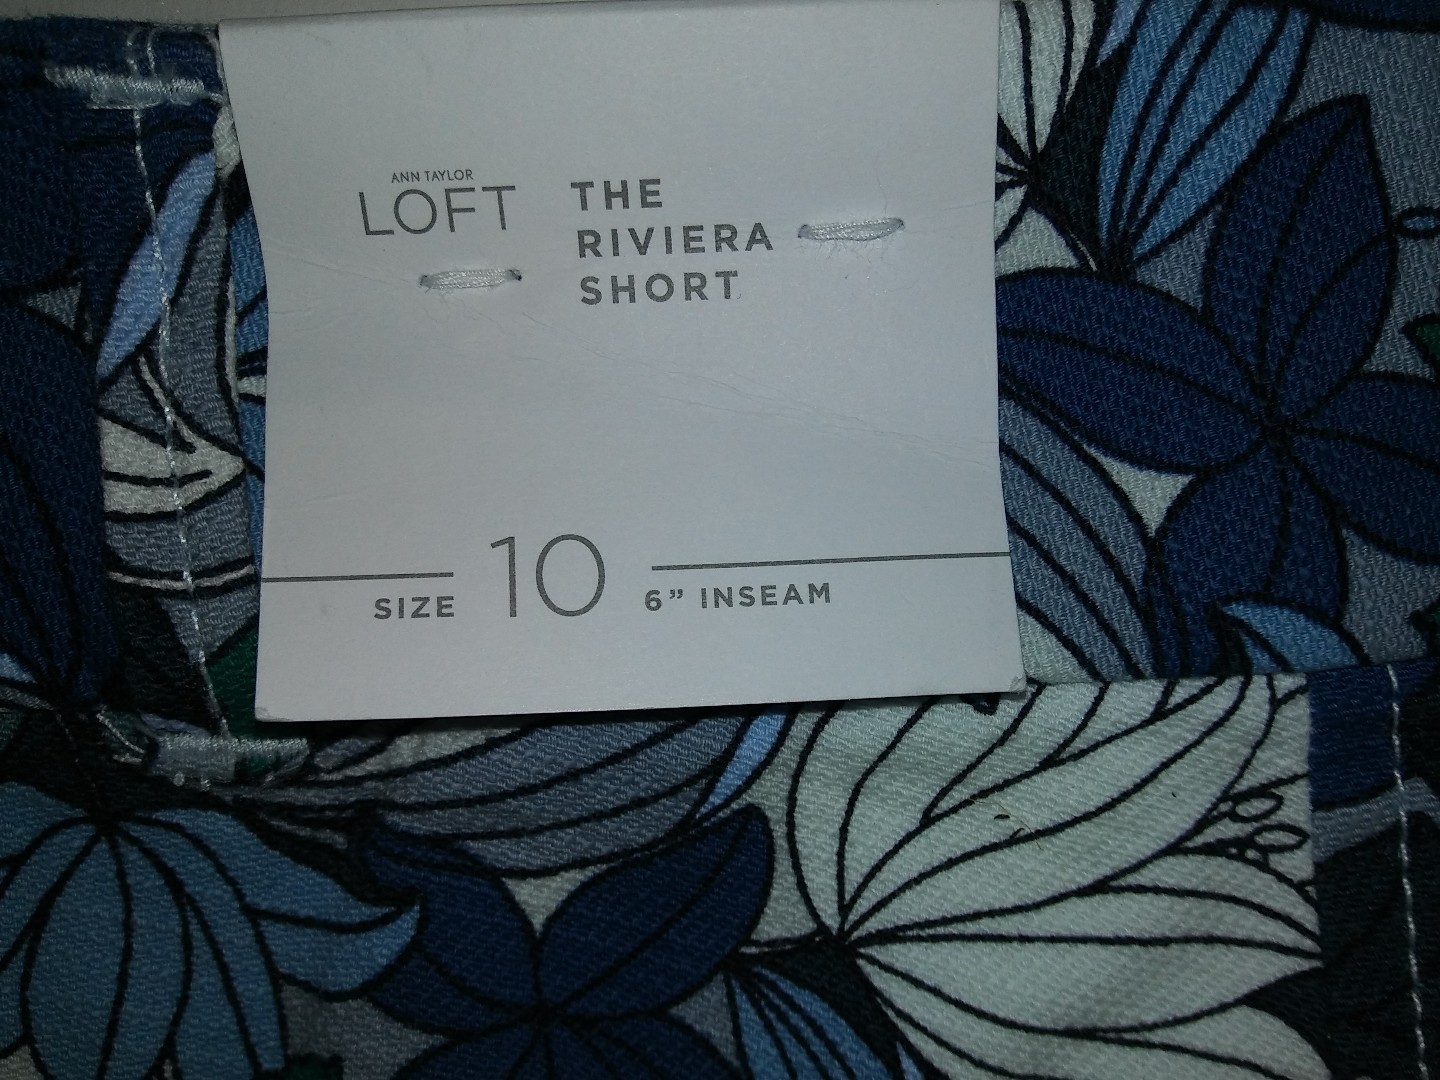 ANN TAYLOR
LOFT
THE
RIVIERA
SHORT
SIZE 10 6” INSEAM